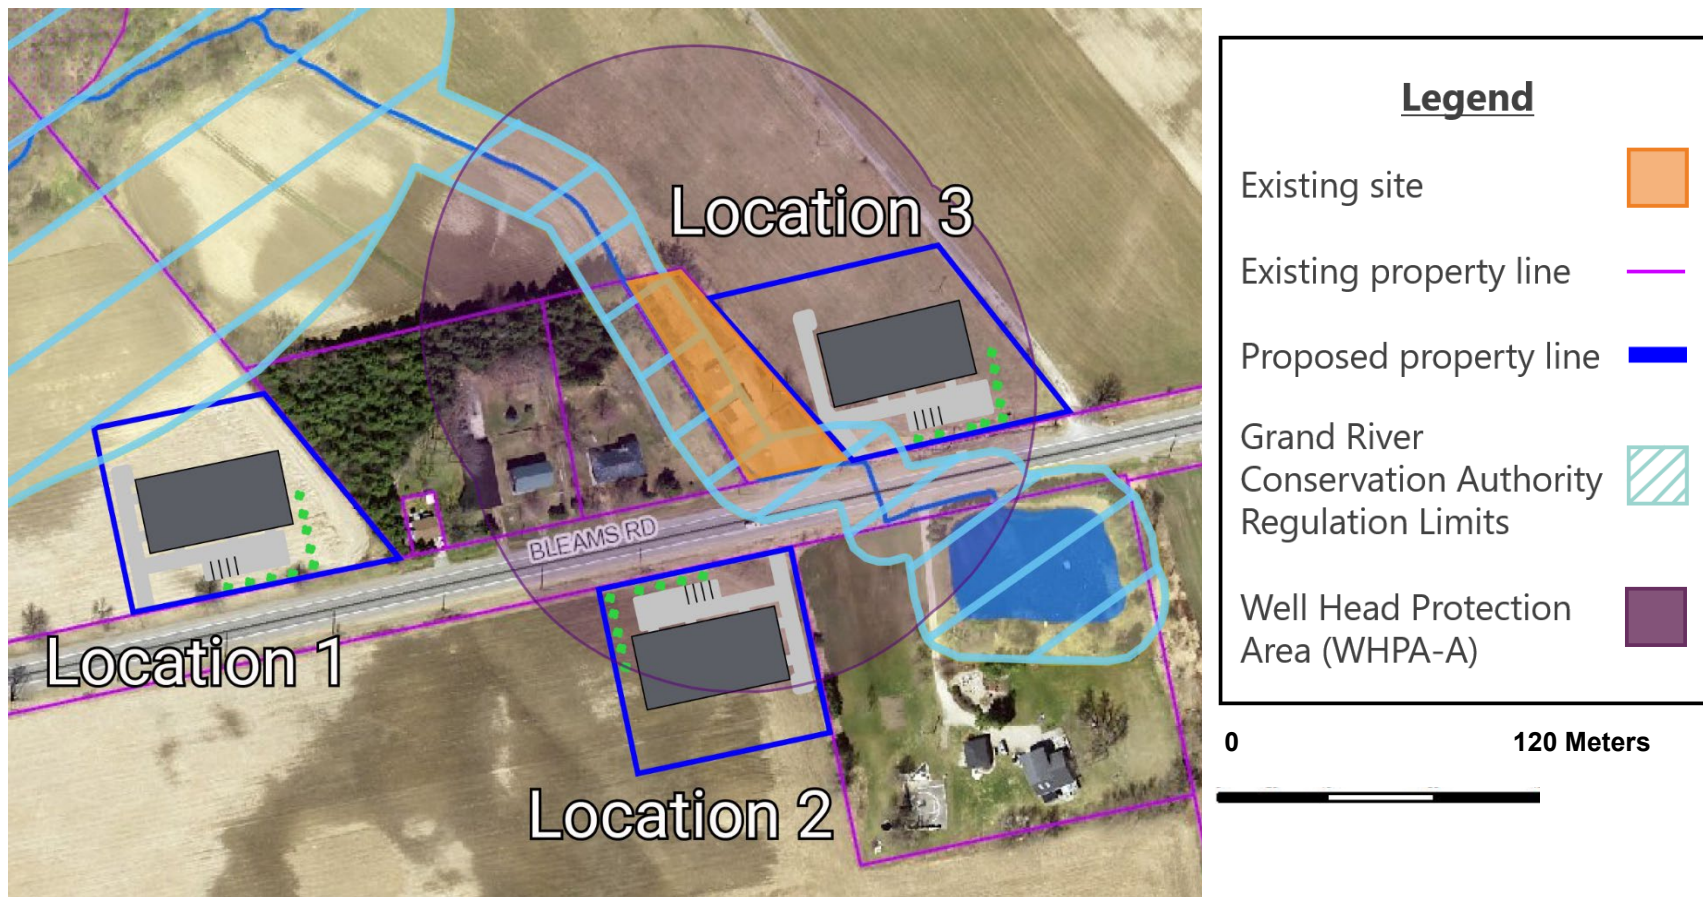 Location 3
BLEAMS RD
Location 1
Location 2
Legend
Existing site
Existing property line
Proposed property line
Grand River
Conservation Authority
Regulation Limits
Well Head Protection
Area (WHPA-A)
0 120 Meters